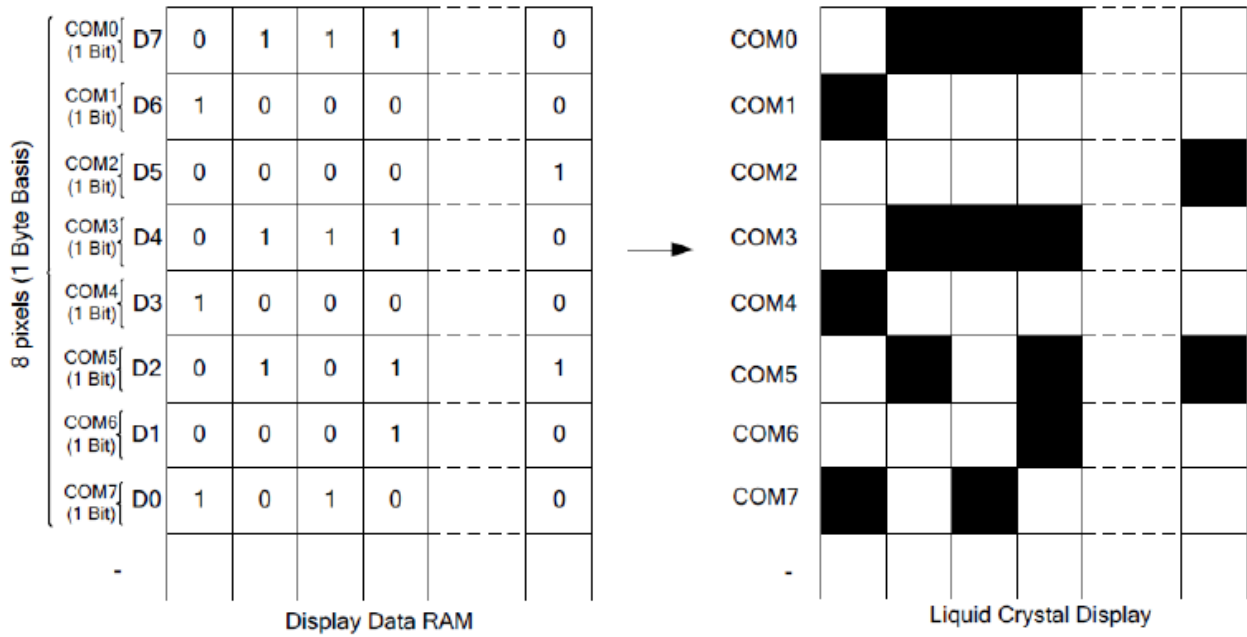 8 pixels (1 Byte Basis)
COM0 (1 Bit) D7 0 1 1 1 0
COM1 (1 Bit) D6 1 0 0 0 0
COM2 (1 Bit) D5 0 0 0 0 1
COM3 (1 Bit) D4 0 1 1 1 0
COM4 (1 Bit) D3 1 0 0 0 0
COM5 (1 Bit) D2 0 1 0 1 1
COM6 (1 Bit) D1 0 0 0 1 0
COM7 (1 Bit) D0 1 0 1 0 0
-
Display Data RAM
COM0
COM1
COM2
COM3
COM4
COM5
COM6
COM7
-
Liquid Crystal Display